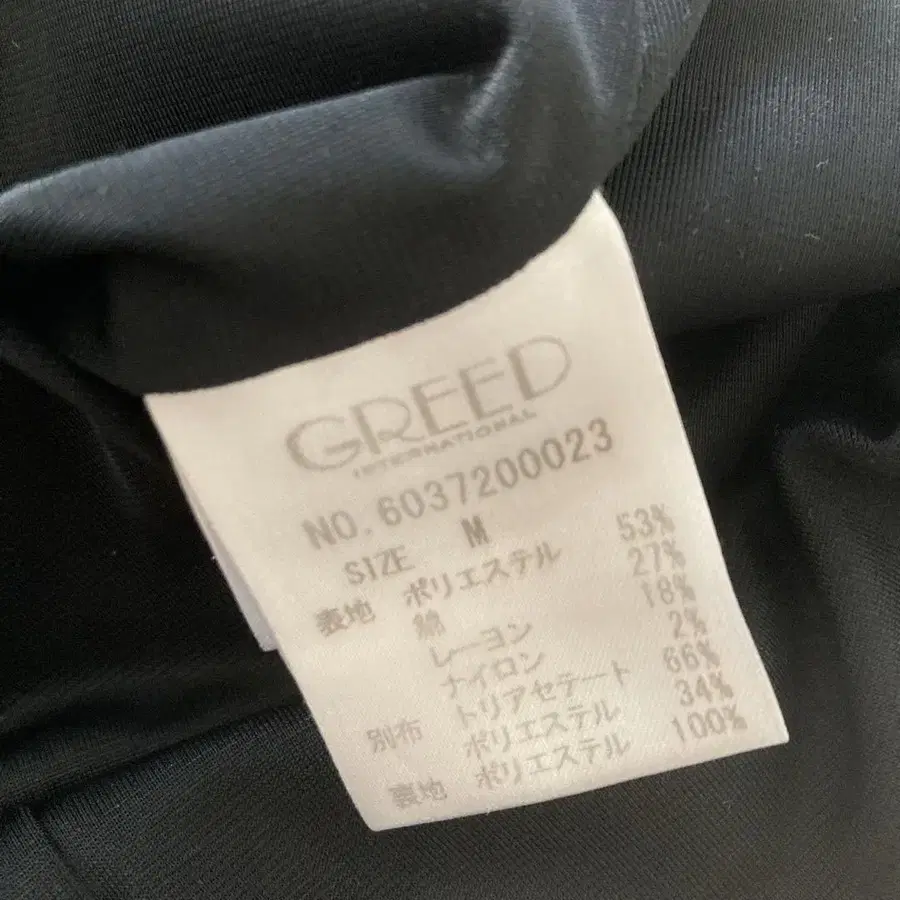 GREED
INTERNATIONAL
NO.6037200023
SIZE M
表地 ポリエステル 53%
綿 27%
レーヨン 18%
ナイロン 2%
別布 トリアセテート 66%
ポリエステル 34%
裏地 ポリエステル 100%